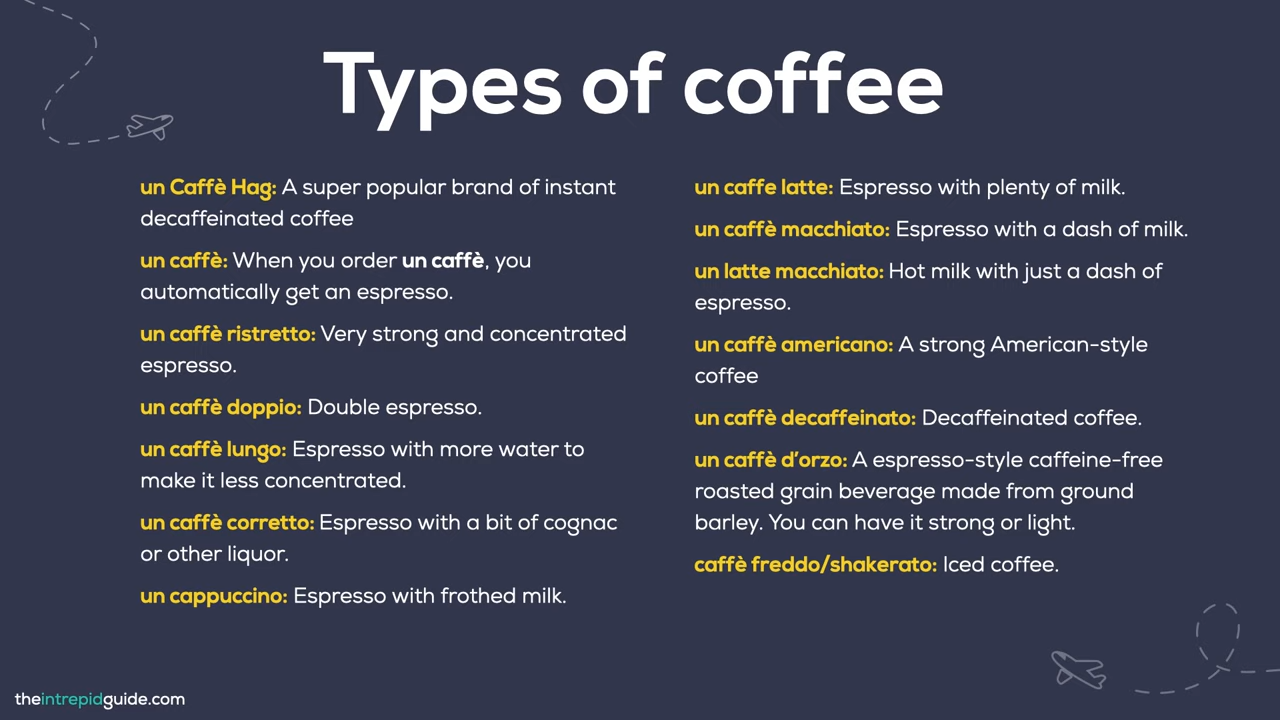 Types of coffee
un Caffè Hag: A super popular brand of instant
decaffeinated coffee
un caffè: When you order un caffè, you
automatically get an espresso.
un caffè ristretto: Very strong and concentrated
espresso.
un caffè doppio: Double espresso.
un caffè lungo: Espresso with more water to
make it less concentrated.
un caffè corretto: Espresso with a bit of cognac
or other liquor.
un cappuccino: Espresso with frothed milk.
un caffe latte: Espresso with plenty of milk.
un caffè macchiato: Espresso with a dash of milk.
un latte macchiato: Hot milk with just a dash of
espresso.
un caffè americano: A strong American-style
coffee
un caffè decaffeinato: Decaffeinated coffee.
un caffè d’orzo: A espresso-style caffeine-free
roasted grain beverage made from ground
barley. You can have it strong or light.
caffè freddo/shakerato: Iced coffee.
theintrepidguide.com